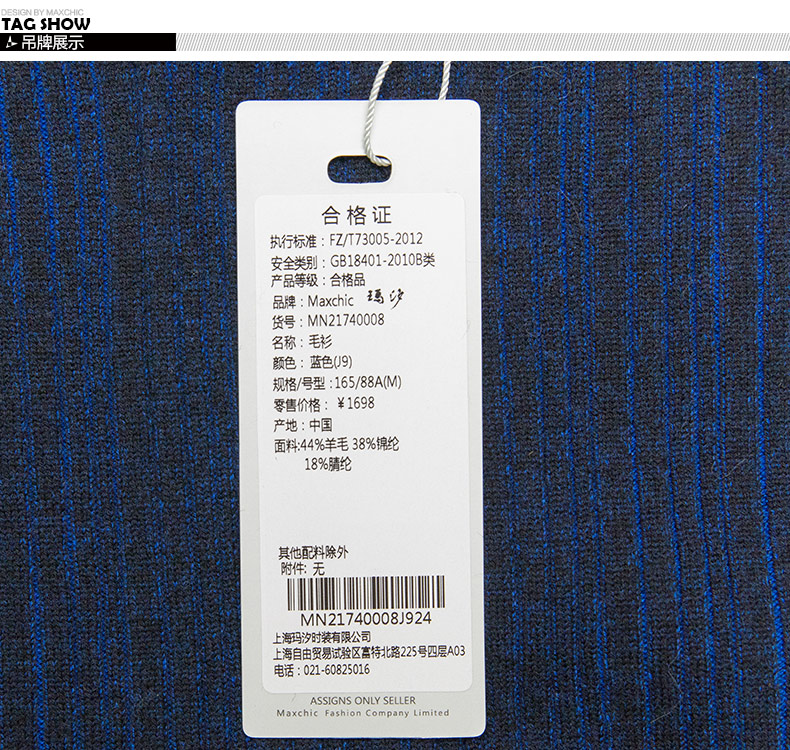 DESIGN BY MAXCHIC
TAG SHOW
吊牌展示
合格证
执行标准：FZ/T73005-2012
安全类别：GB18401-2010B类
产品等级：合格品
品牌：Maxchic 玛汐
货号：MN21740008
名称：毛衫
颜色：蓝色(J9)
规格/号型：165/88A(M)
零售价格：￥1698
产地：中国
面料:44%羊毛 38%锦纶
18%腈纶
其他配料除外
附件: 无
MN21740008J924
上海玛汐时装有限公司
上海自由贸易试验区富特北路225号四层A03
电话：021-60825016
ASSIGNS ONLY SELLER
Maxchic Fashion Company Limited